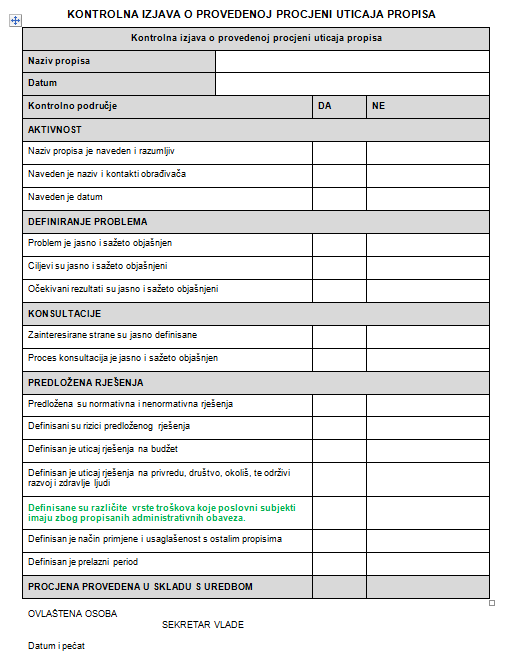 KONTROLNA IZJAVA O PROVEDENOJ PROCJENI UTICAJA PROPISA
Kontrolna izjava o provedenoj procjeni uticaja propisa
Naziv propisa
Datum
Kontrolno područje DA NE
AKTIVNOST
Naziv propisa je naveden i razumljiv
Naveden je naziv i kontakti obrađivača
Naveden je datum
DEFINIRANJE PROBLEMA
Problem je jasno i sažeto objašnjen
Ciljevi su jasno i sažeto objašnjeni
Očekivani rezultati su jasno i sažeto objašnjeni
KONSULTACIJE
Zainteresirane strane su jasno definisane
Proces konsultacija je jasno i sažeto objašnjen
PREDLOŽENA RJEŠENJA
Predložena su normativna i nenormativna rješenja
Definisani su rizici predloženog rješenja
Definisan je uticaj rješenja na budžet
Definisan je uticaj rješenja na privredu, društvo, okoliš, te održivi
razvoj i zdravlje ljudi
Definisane su različite vrste troškova koje poslovni subjekti
imaju zbog propisanih administrativnih obaveza.
Definisan je način primjene i usaglašenost s ostalim propisima
Definisan je prelazni period
PROCJENA PROVEDENA U SKLADU S UREDBOM
OVLAŠTENA OSOBA
SEKRETAR VLADE
Datum i pečat